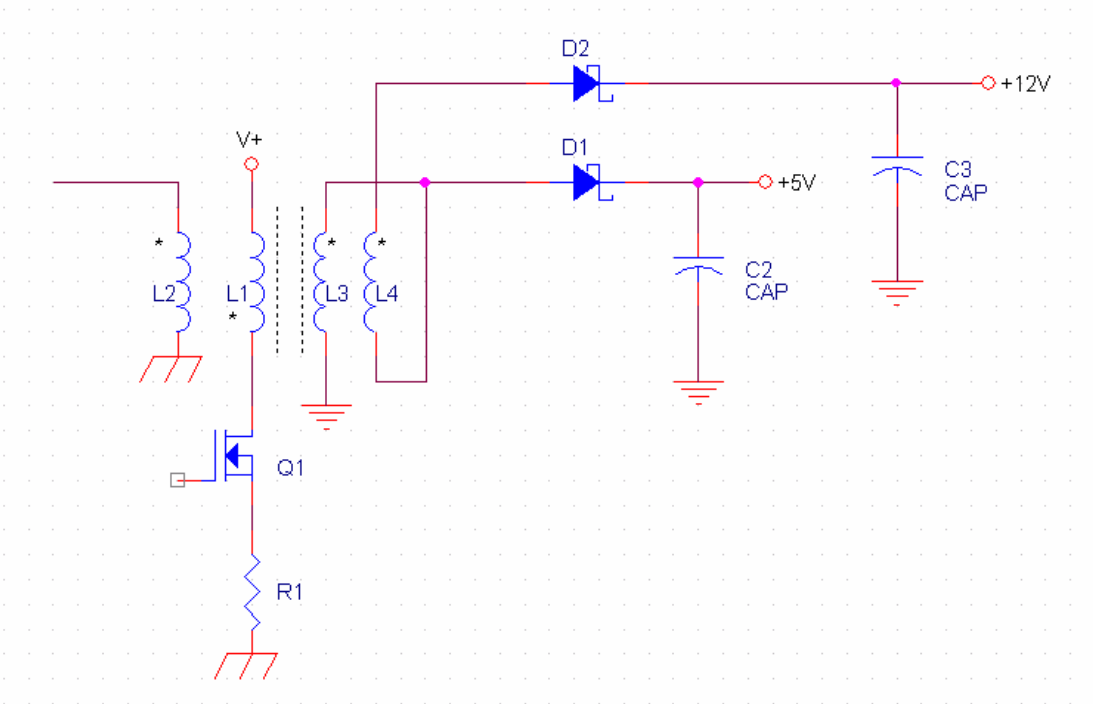 D2
+12V
V+
D1
C3
CAP
+5V
*
*
*
C2
CAP
L2
L1
L3
L4
*
Q1
R1